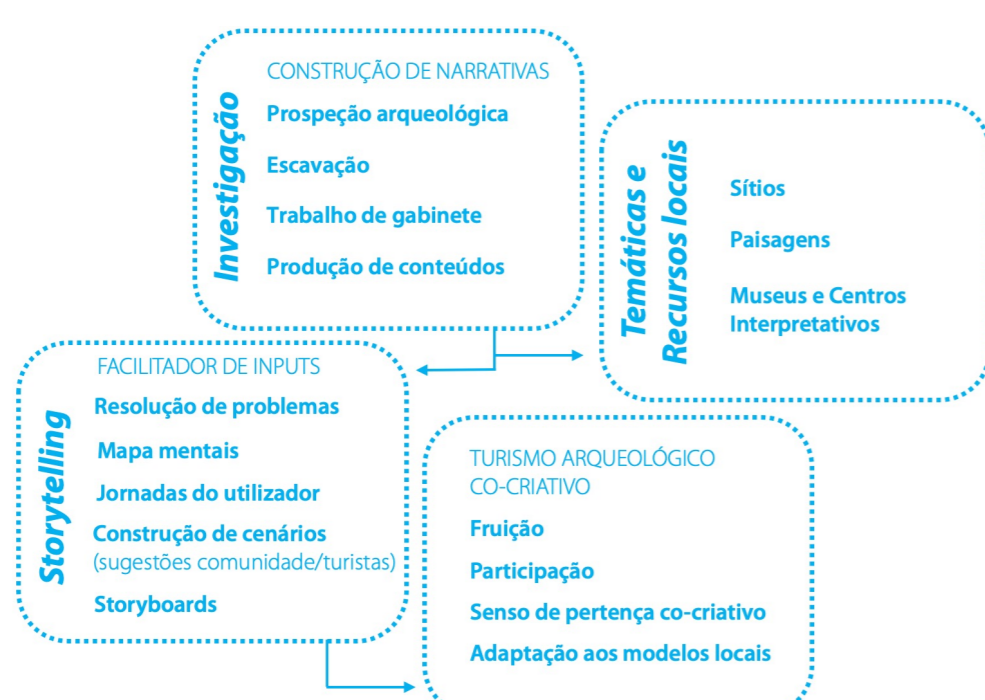 Investigação
CONSTRUÇÃO DE NARRATIVAS
Prospeção arqueológica
Escavação
Trabalho de gabinete
Produção de conteúdos
Temáticas e
Recursos locais
Sítios
Paisagens
Museus e Centros
Interpretativos
Storytelling
FACILITADOR DE INPUTS
Resolução de problemas
Mapa mentais
Jornadas do utilizador
Construção de cenários
(sugestões comunidade/turistas)
Storyboards
TURISMO ARQUEOLÓGICO
CO-CRIATIVO
Fruição
Participação
Senso de pertença co-criativo
Adaptação aos modelos locais